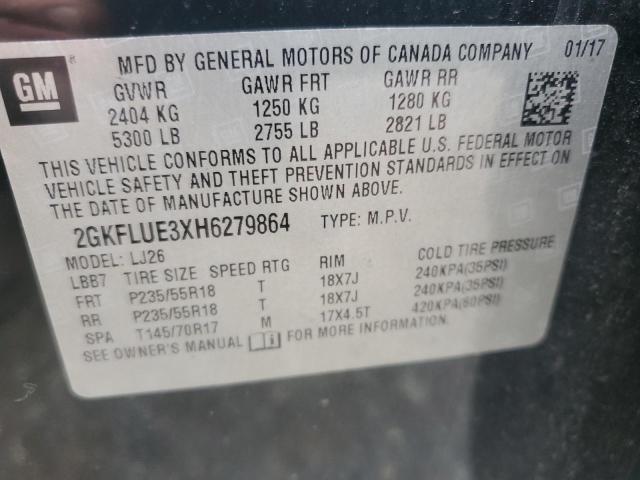 GM
®
MFD BY GENERAL MOTORS OF CANADA COMPANY 01/17
GVWR GAWR FRT GAWR RR
2404 KG 1250 KG 1280 KG
5300 LB 2755 LB 2821 LB
THIS VEHICLE CONFORMS TO ALL APPLICABLE U.S. FEDERAL MOTOR
VEHICLE SAFETY AND THEFT PREVENTION STANDARDS IN EFFECT ON
THE DATE OF MANUFACTURE SHOWN ABOVE.
2GKFLUE3XH6279864 TYPE: M.P.V.
MODEL: LJ26
LBB7 TIRE SIZE SPEED RTG RIM COLD TIRE PRESSURE
FRT P235/55R18 T 18X7J 240KPA(35PSI)
RR P235/55R18 T 18X7J 240KPA(35PSI)
SPA T145/70R17 M 17X4.5T 420KPA(60PSI)
SEE OWNER'S MANUAL FOR MORE INFORMATION.